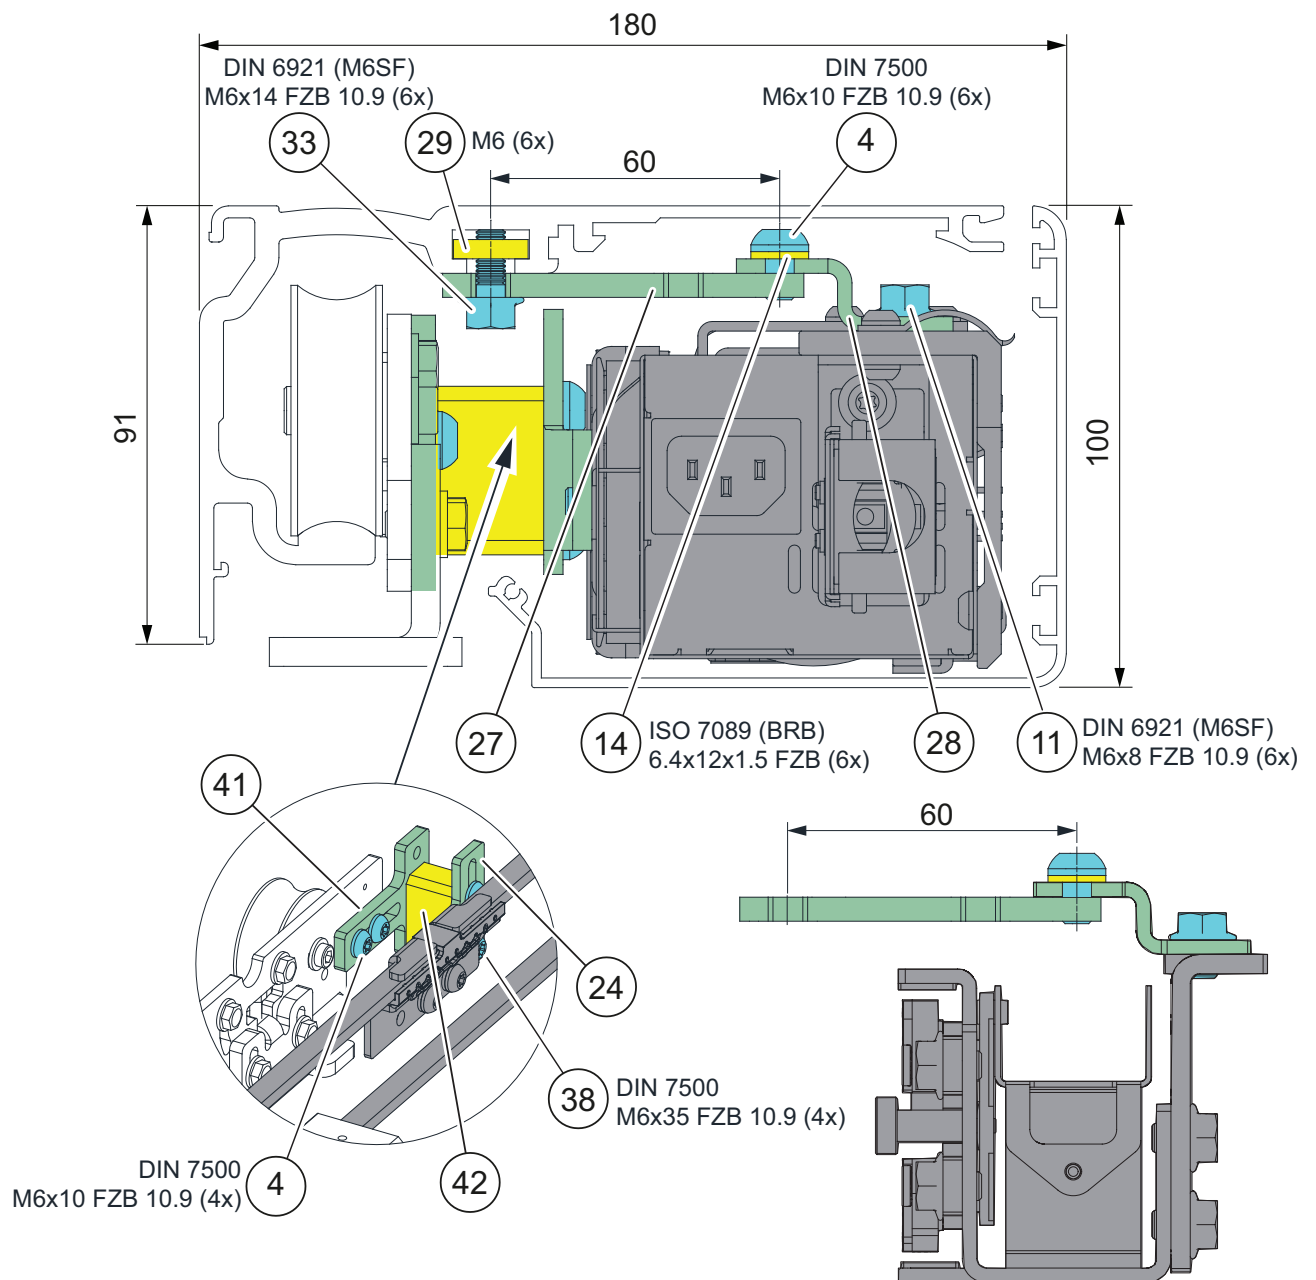 180
DIN 6921 (M6SF)
M6x14 FZB 10.9 (6x)
DIN 7500
M6x10 FZB 10.9 (6x)
33
29
M6 (6x)
4
60
91
100
27
14
ISO 7089 (BRB)
6.4x12x1.5 FZB (6x)
28
11
DIN 6921 (M6SF)
M6x8 FZB 10.9 (6x)
41
60
24
38
DIN 7500
M6x35 FZB 10.9 (4x)
DIN 7500
M6x10 FZB 10.9 (4x)
4
42